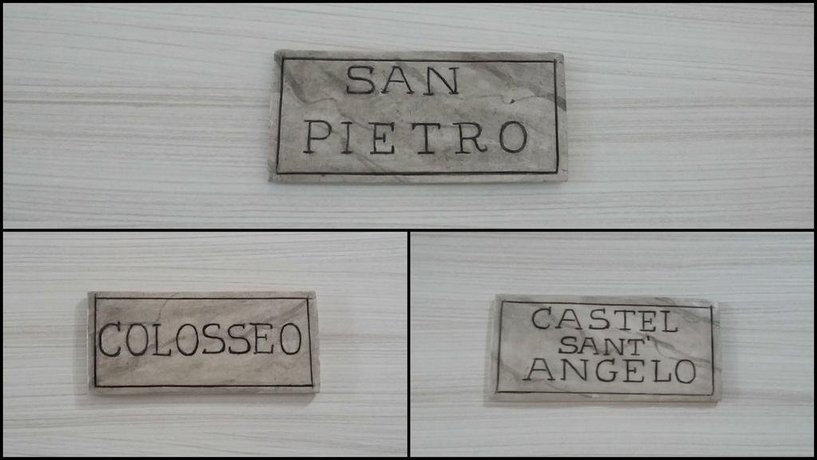 SAN
PIETRO
COLOSSEO
CASTEL
SANT'
ANGELO